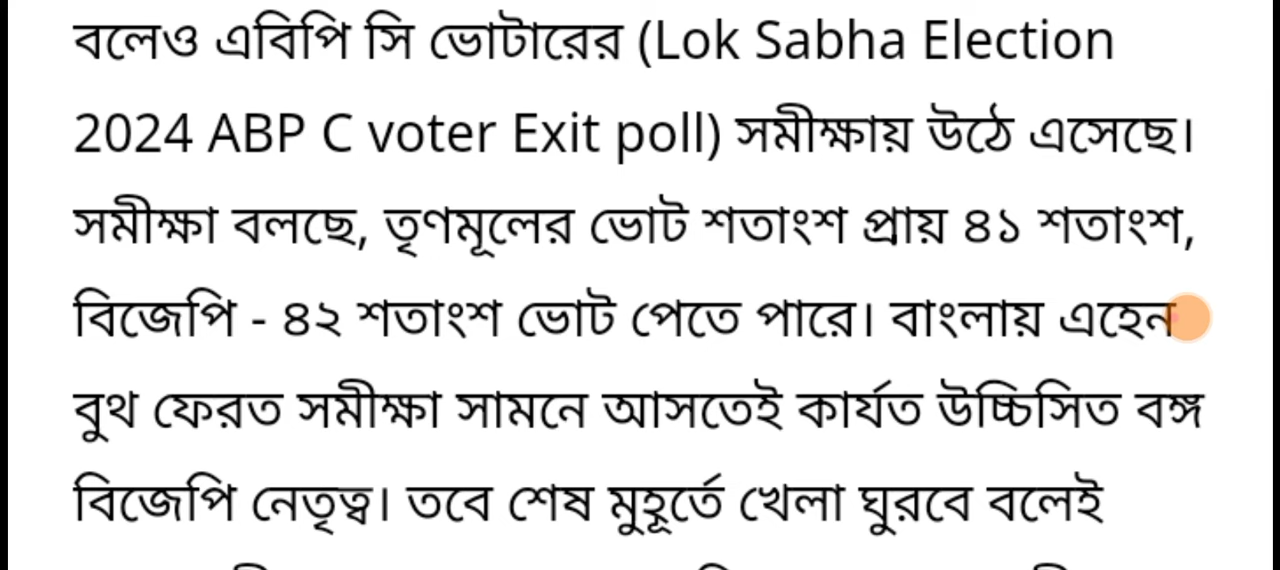 বলেও এবিপি সি ভোটারের (Lok Sabha Election
2024 ABP C voter Exit poll) সমীক্ষায় উঠে এসেছে।
সমীক্ষা বলছে, তৃণমূলের ভোট শতাংশ প্রায় ৪১ শতাংশ,
বিজেপি - ৪২ শতাংশ ভোট পেতে পারে। বাংলায় এহেন
বুথ ফেরত সমীক্ষা সামনে আসতেই কার্যত উচ্চিসিত বঙ্গ
বিজেপি নেতৃত্ব। তবে শেষ মুহূর্তে খেলা ঘুরবে বলেই